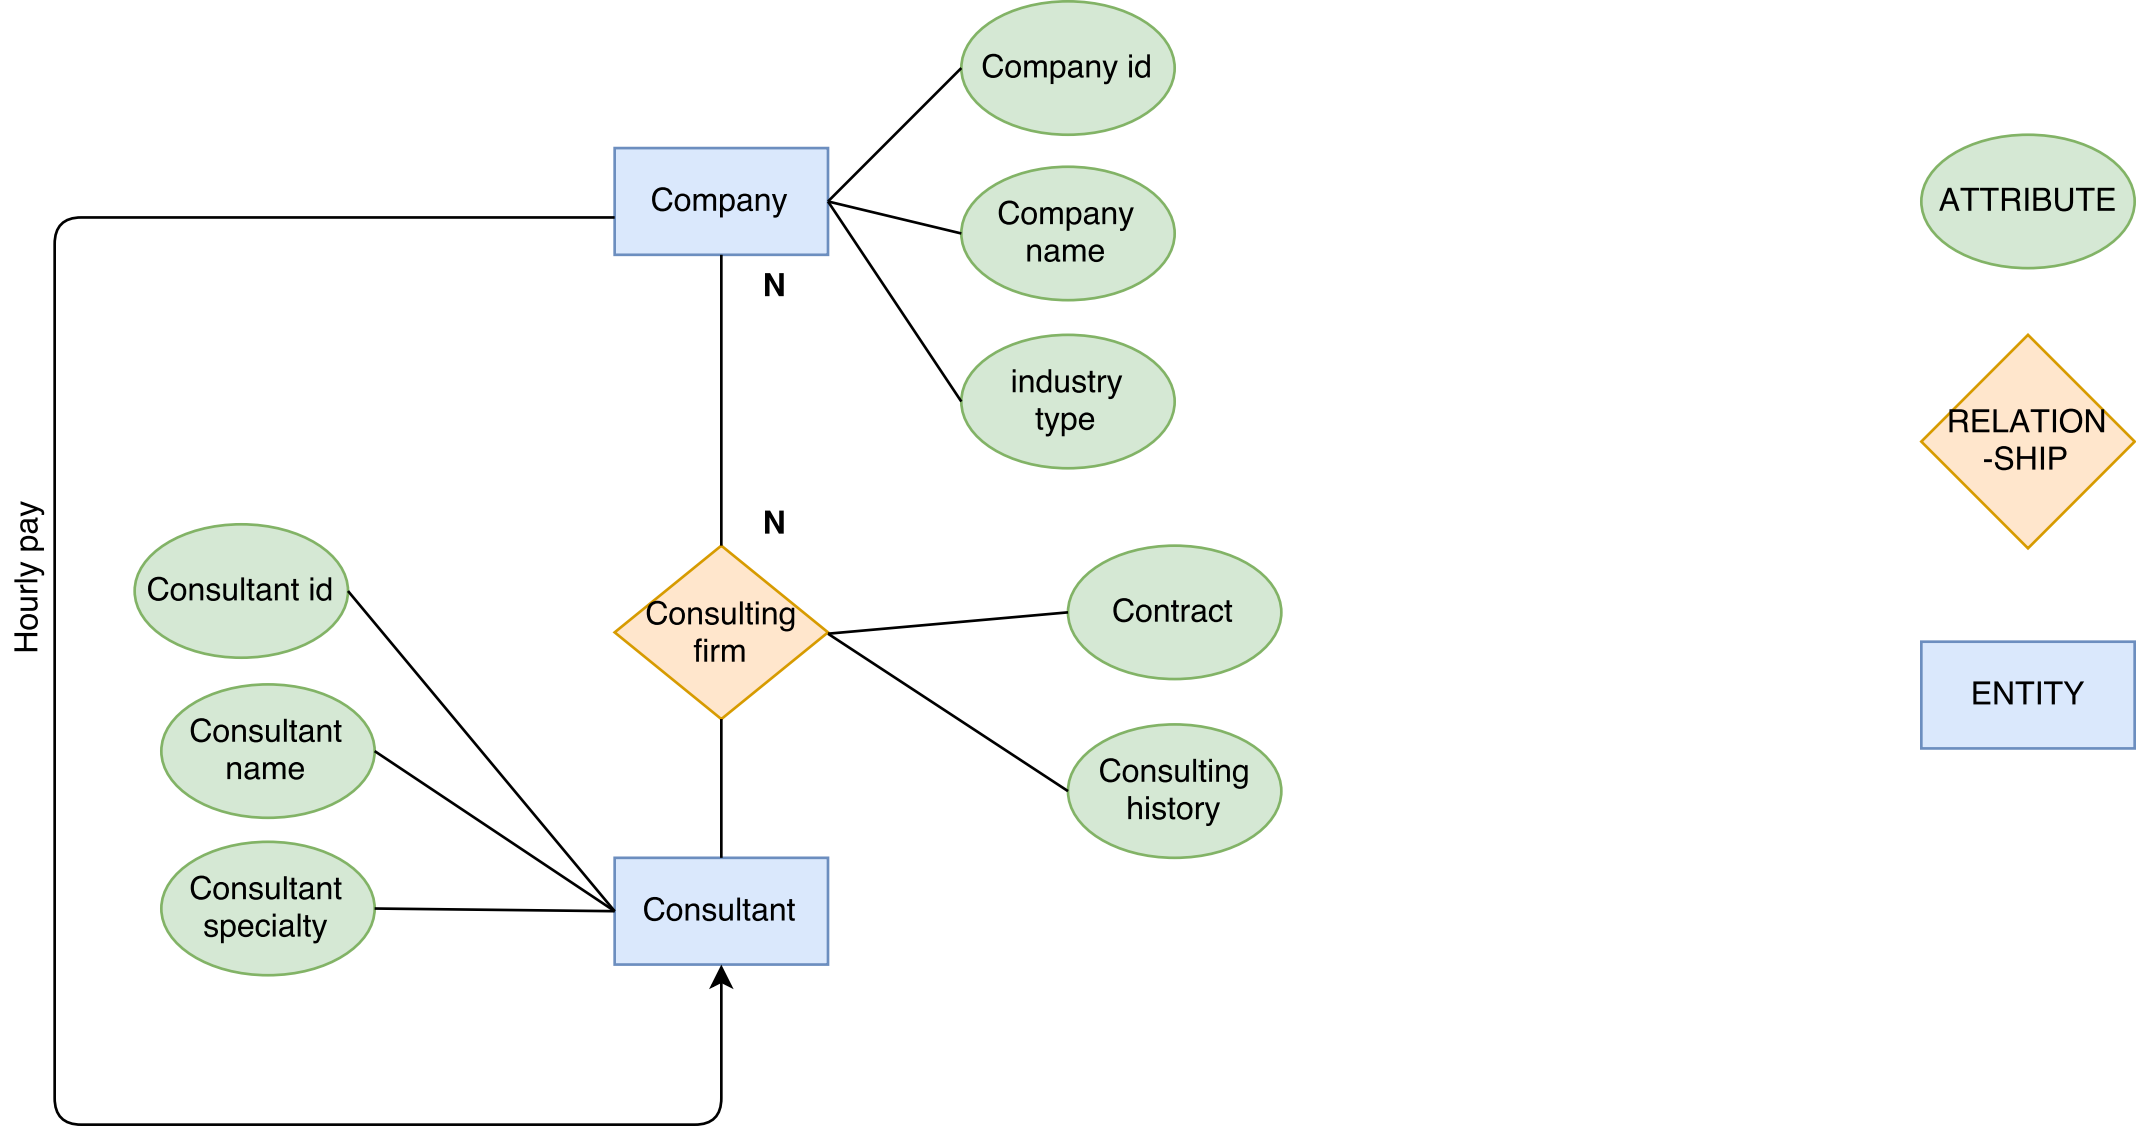 Company id
Company
Company
name
N
industry
type
Hourly pay
N
Consultant id
Consulting
firm
Contract
Consultant
name
Consulting
history
Consultant
specialty
Consultant
ATTRIBUTE
RELATION
-SHIP
ENTITY